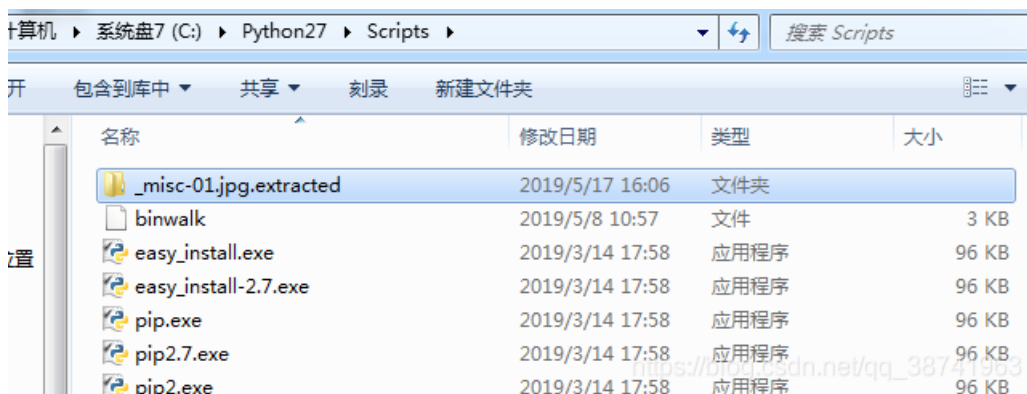 计算机 ▸ 系统盘7 (C:) ▸ Python27 ▸ Scripts ▸ 搜索 Scripts
开 包含到库中 共享 刻录 新建文件夹
名称 修改日期 类型 大小
_misc-01.jpg.extracted 2019/5/17 16:06 文件夹
binwalk 2019/5/8 10:57 文件 3 KB
位置 easy_install.exe 2019/3/14 17:58 应用程序 96 KB
easy_install-2.7.exe 2019/3/14 17:58 应用程序 96 KB
pip.exe 2019/3/14 17:58 应用程序 96 KB
pip2.7.exe 2019/3/14 17:58 应用程序 96 KB
https://blog.csdn.net/qq_38741963
pip2.exe 2019/3/14 17:58 应用程序 96 KB